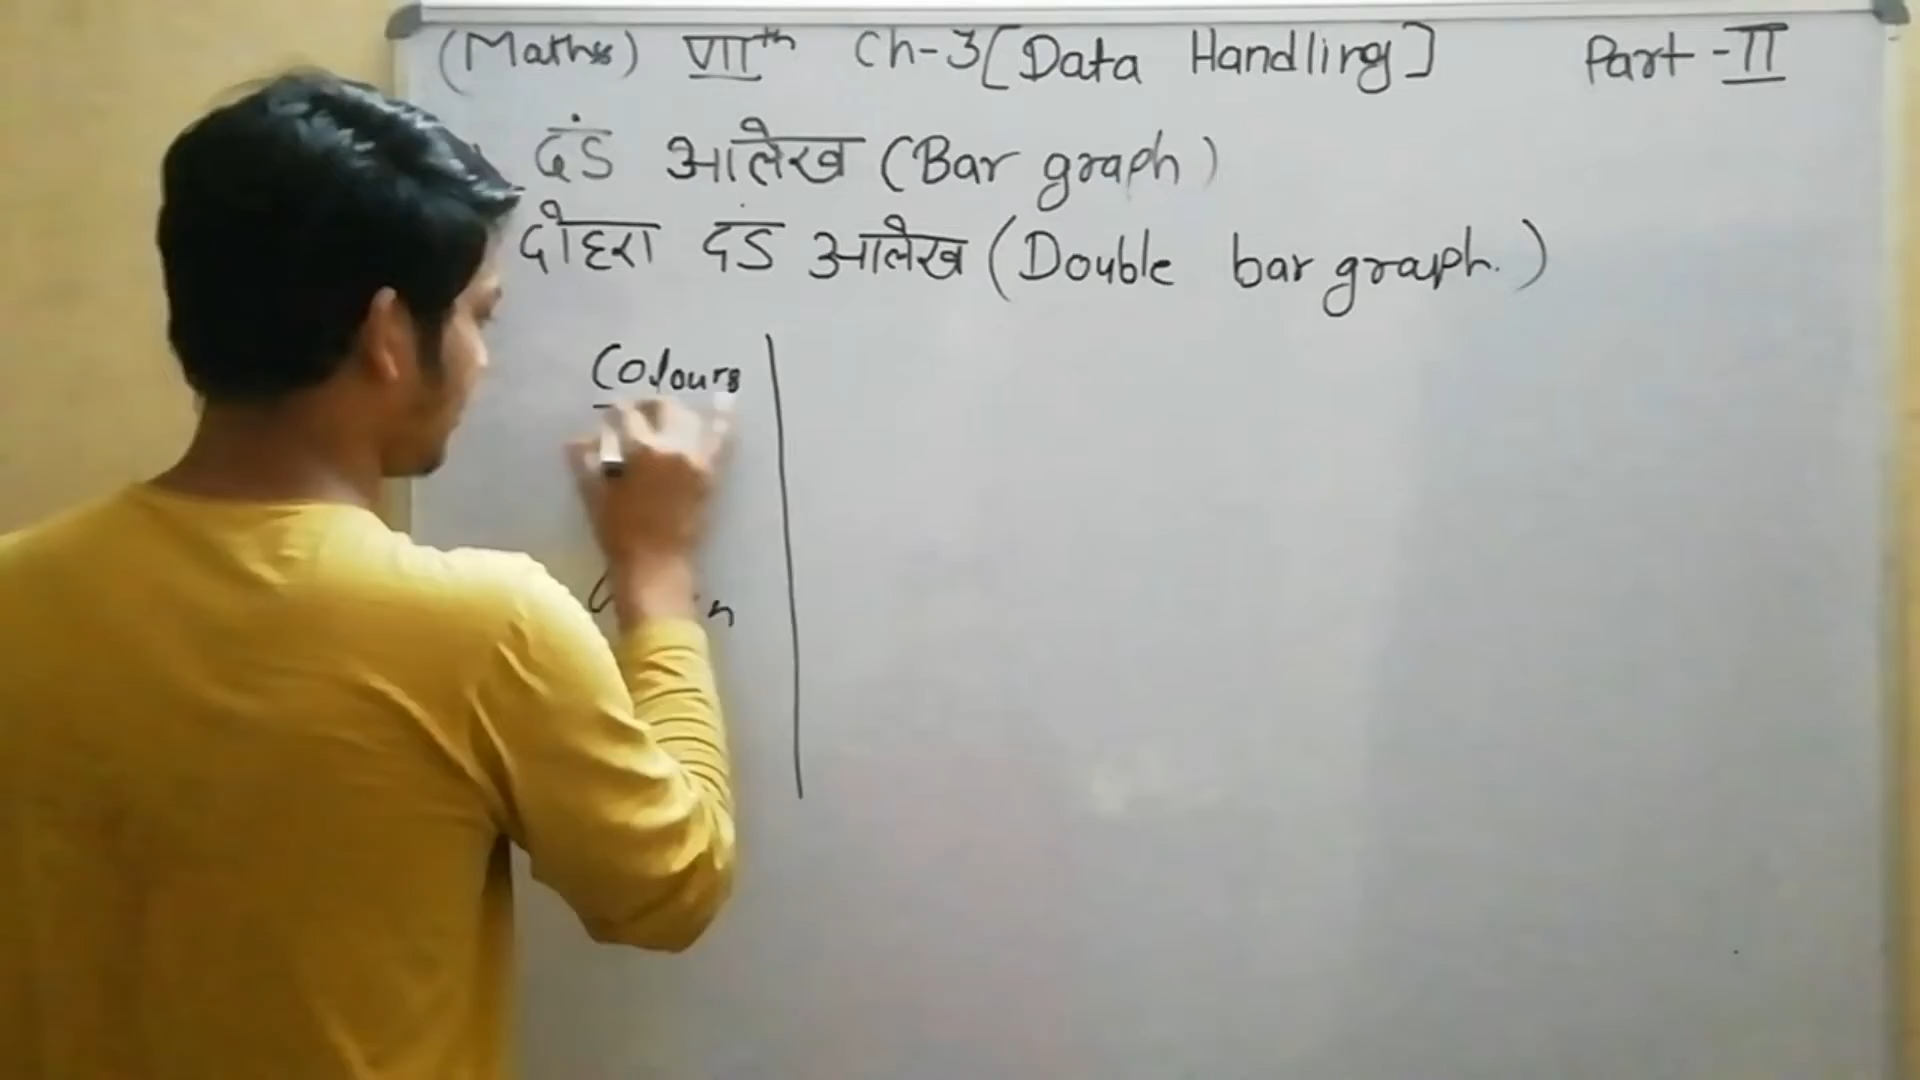 (Maths) VIIth Ch-3[Data Handling] Part-II
दंड आलेख (Bar graph)
दोहरा दंड आलेख (Double bar graph.)
Colours